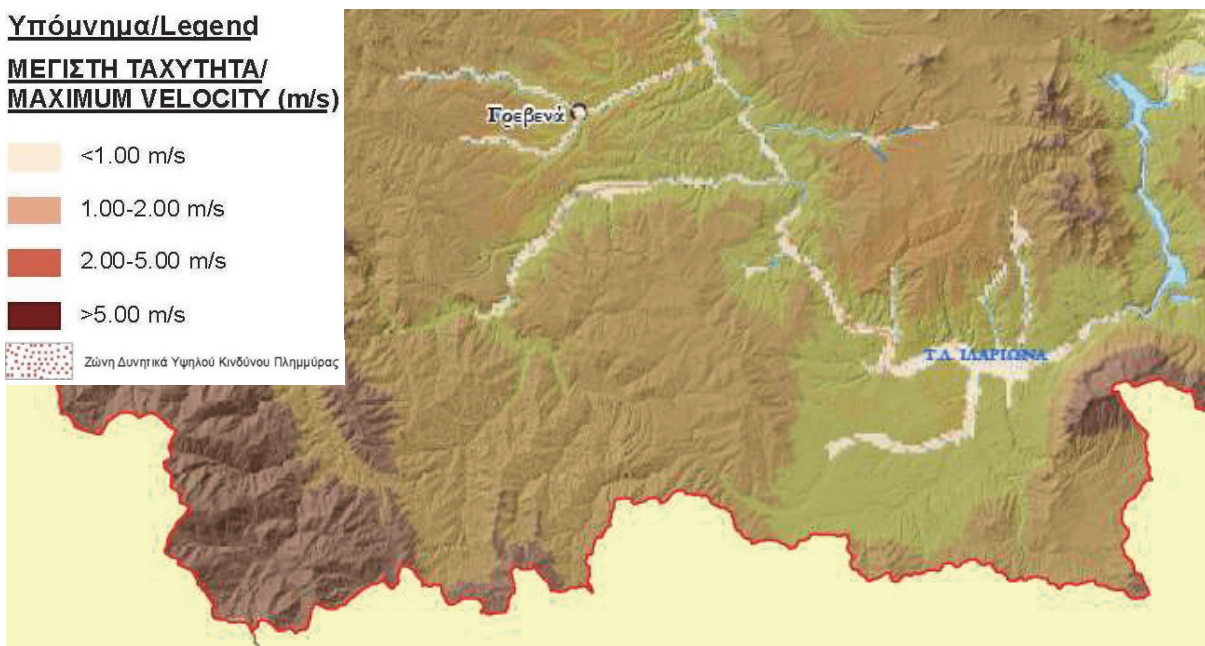 Υπόμνημα/Legend
ΜΕΓΙΣΤΗ ΤΑΧΥΤΗΤΑ/
MAXIMUM VELOCITY (m/s)
<1.00 m/s
1.00-2.00 m/s
2.00-5.00 m/s
>5.00 m/s
Ζώνη Δυνητικά Υψηλού Κινδύνου Πλημμύρας
Γρεβενά
Τ.Λ. ΙΛΑΡΙΩΝΑ